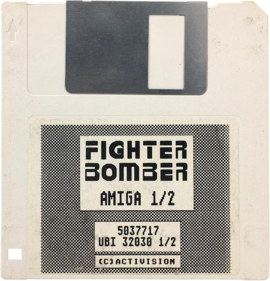 FIGHTER
BOMBER
AMIGA 1/2
5037717
UBI 32030 1/2
(C)ACTIVISION